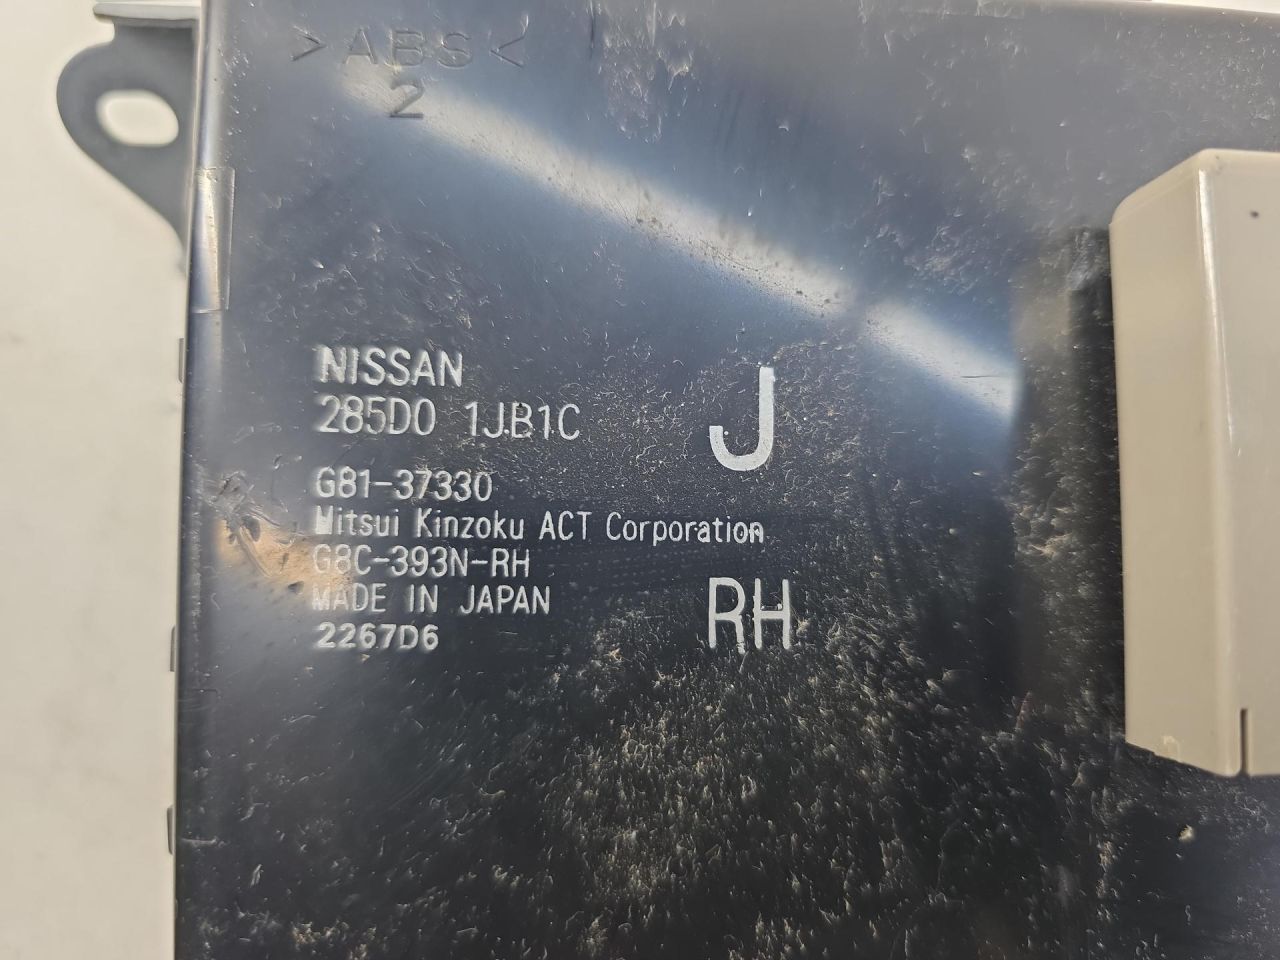 >ABS<
2
NISSAN
285D0 1JB1C
J
G81-37330
Mitsui Kinzoku ACT Corporation
G8C-393N-RH
MADE IN JAPAN
RH
2267D6